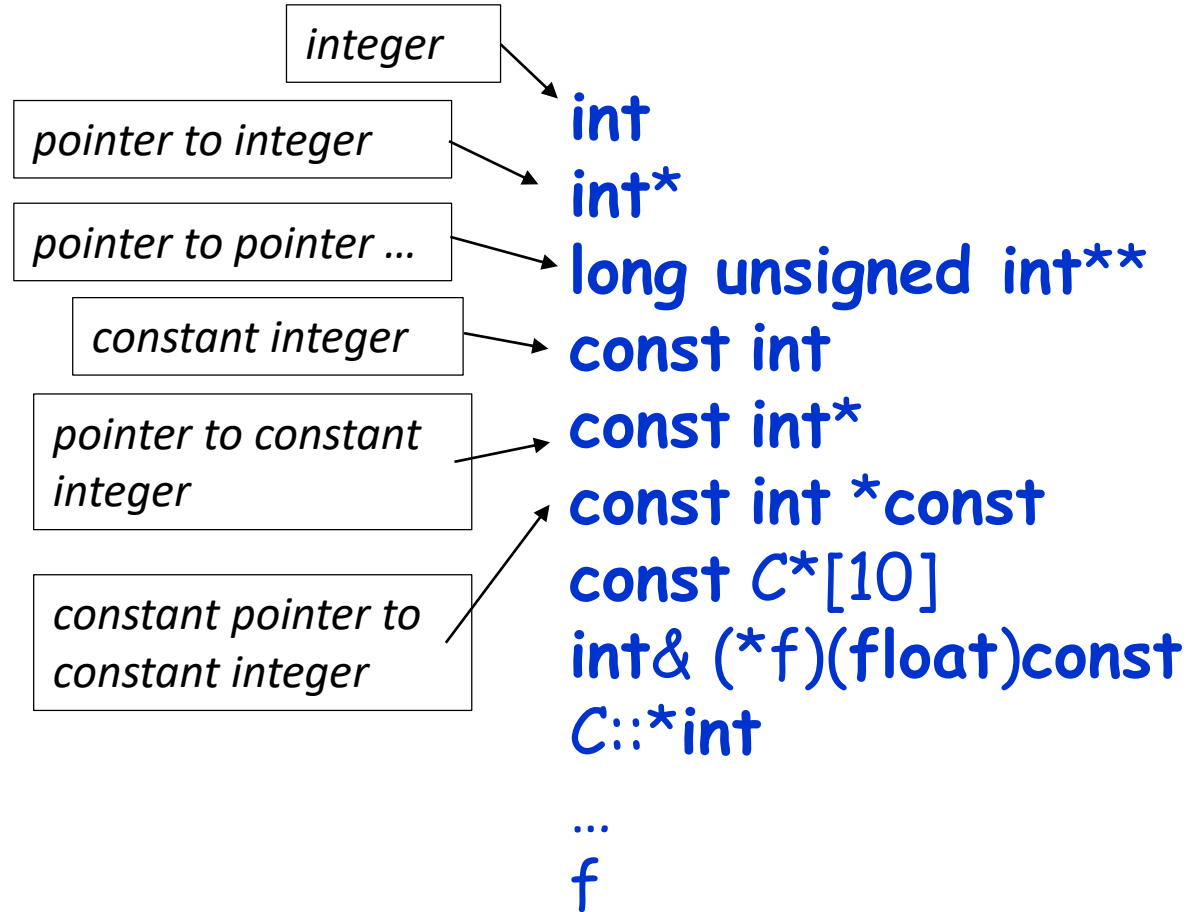 integer
int
pointer to integer
int*
pointer to pointer …
long unsigned int**
constant integer
const int
pointer to constant
integer
const int*
constant pointer to
constant integer
const int *const
const C*[10]
int& (*f)(float)const
C::*int
…
f